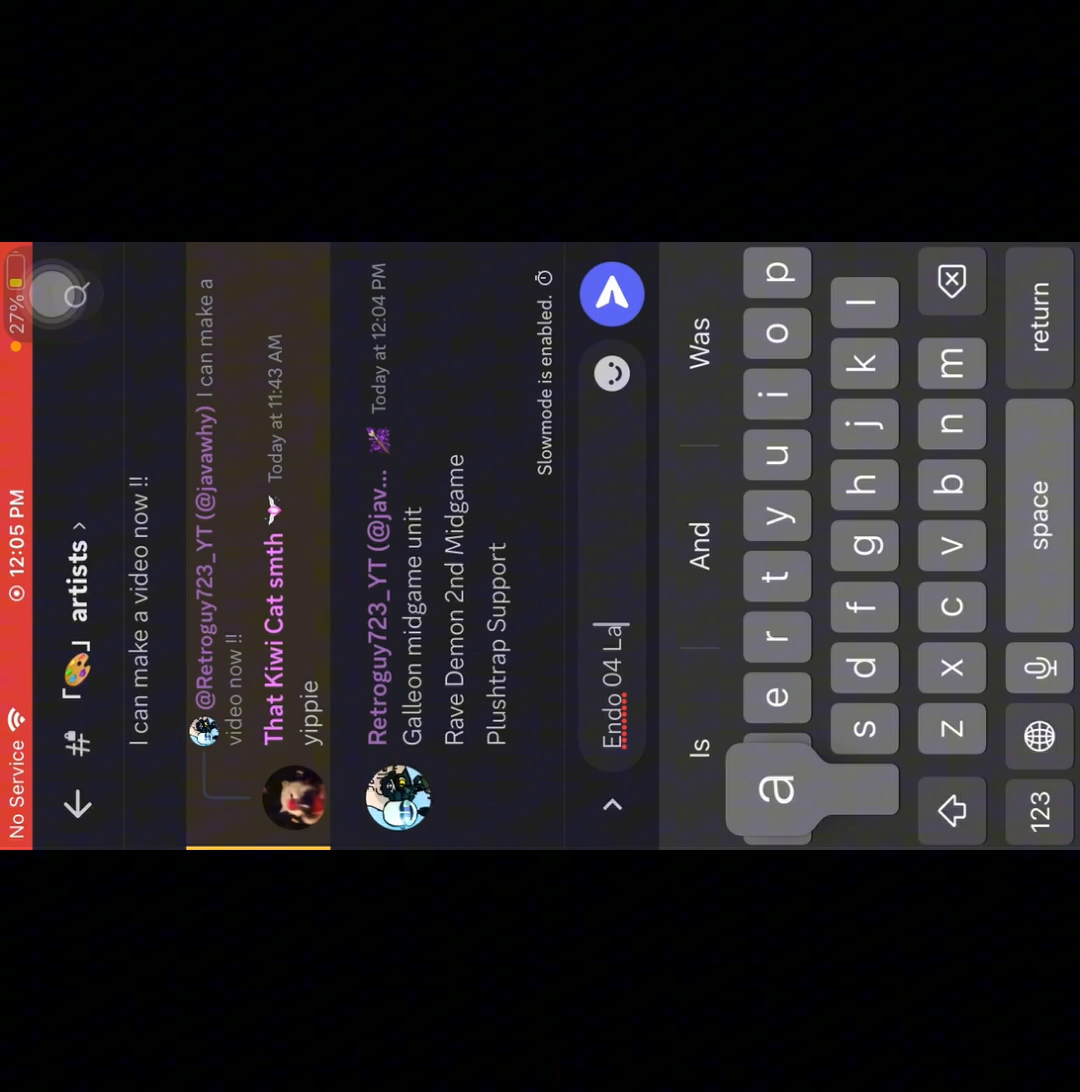 No Service 12:05 PM 27%
# 「🎨」 artists >
I can make a video now !!
@Retroguy723_YT (@javawhy) I can make a
video now !!
That Kiwi Cat smth Today at 11:43 AM
yippie
Retroguy723_YT (@jav... Today at 12:04 PM
Galleon midgame unit
Rave Demon 2nd Midgame
Plushtrap Support
Slowmode is enabled.
Endo 04 La
Is And Was
a e r t y u i o p
s d f g h j k l
z x c v b n m
123 space return